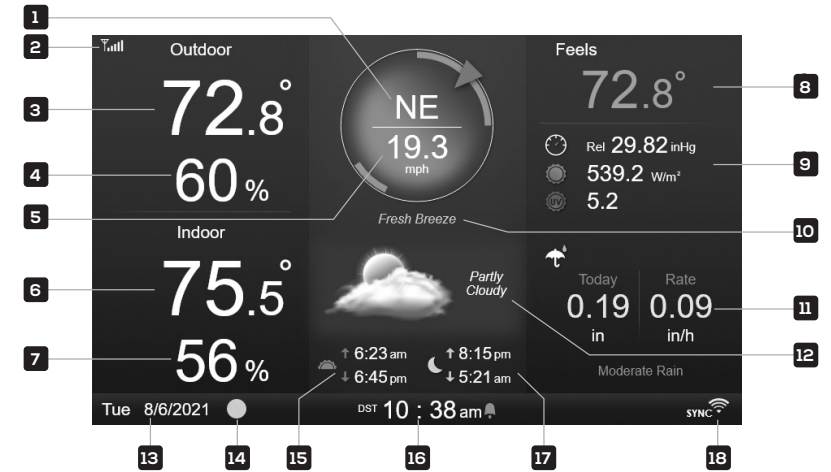 1
2
Outdoor
Feels
3
72.8°
NE
72.8°
8
19.3
mph
Rel 29.82 inHg
9
4
60 %
539.2 W/m²
UV 5.2
5
Fresh Breeze
10
Indoor
6
75.5°
Partly
Cloudy
Today
Rate
0.19
0.09
11
in
in/h
7
56 %
↑ 6:23 am
↑ 8:15 pm
12
↓ 6:45 pm
↓ 5:21 am
Moderate Rain
Tue 8/6/2021
DST 10 : 38 am
SYNC
13
14
15
16
17
18